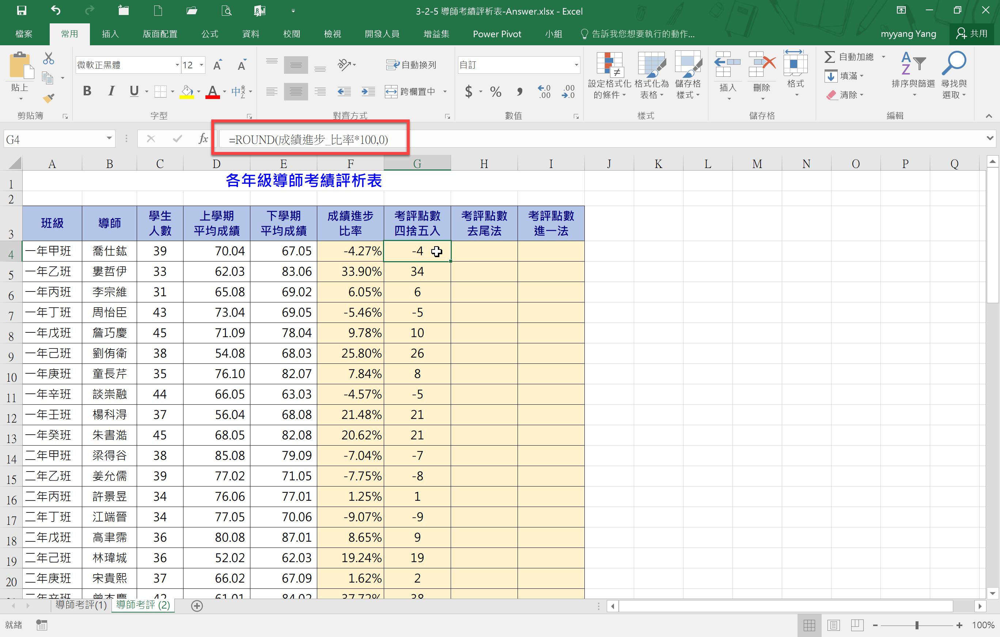 3-2-5 導師考績評析表-Answer.xlsx - Excel
檔案 常用 插入 版面配置 公式 資料 校閱 檢視 開發人員 增益集 Power Pivot 小組 告訴我您想要執行的動作... myyang Yang 共用
貼上
剪貼簿
微軟正黑體 12
字型
自動換列
跨欄置中
對齊方式
自訂
數值
設定格式化的條件 格式化為表格 儲存格樣式
樣式
插入 刪除 格式
儲存格
自動加總
填滿
清除
排序與篩選 尋找與選取
編輯
G4 fx =ROUND(成績進步_比率*100,0)
A B C D E F G H I J K L M N O P Q
1 各年級導師考績評析表
2
3 班級 導師 學生人數 上學期平均成績 下學期平均成績 成績進步比率 考評點數四捨五入 考評點數去尾法 考評點數進一法
4 一年甲班 喬仕鈜 39 70.04 67.05 -4.27% -4
5 一年乙班 婁哲伊 33 62.03 83.06 33.90% 34
6 一年丙班 李宗維 31 65.08 69.02 6.05% 6
7 一年丁班 周怡臣 43 73.04 69.05 -5.46% -5
8 一年戊班 詹巧慶 45 71.09 78.04 9.78% 10
9 一年己班 劉侑衛 38 54.08 68.03 25.80% 26
10 一年庚班 童長芹 35 76.10 82.07 7.84% 8
11 一年辛班 談崇融 44 66.05 63.03 -4.57% -5
12 一年壬班 楊科淂 37 56.04 68.08 21.48% 21
13 一年癸班 朱書澔 45 68.05 82.08 20.62% 21
14 二年甲班 梁得谷 38 85.08 79.09 -7.04% -7
15 二年乙班 姜允儒 39 77.02 71.05 -7.75% -8
16 二年丙班 許景昱 34 76.06 77.01 1.25% 1
17 二年丁班 江端晉 34 77.05 70.06 -9.07% -9
18 二年戊班 高聿霈 36 80.08 87.01 8.65% 9
19 二年己班 林瑋城 36 52.02 62.03 19.24% 19
20 二年庚班 宋貴熙 37 66.02 67.09 1.62% 2
二年辛班 42 61.01 84.02 37.72% 38
導師考評(1) 導師考評 (2)
就緒 100%